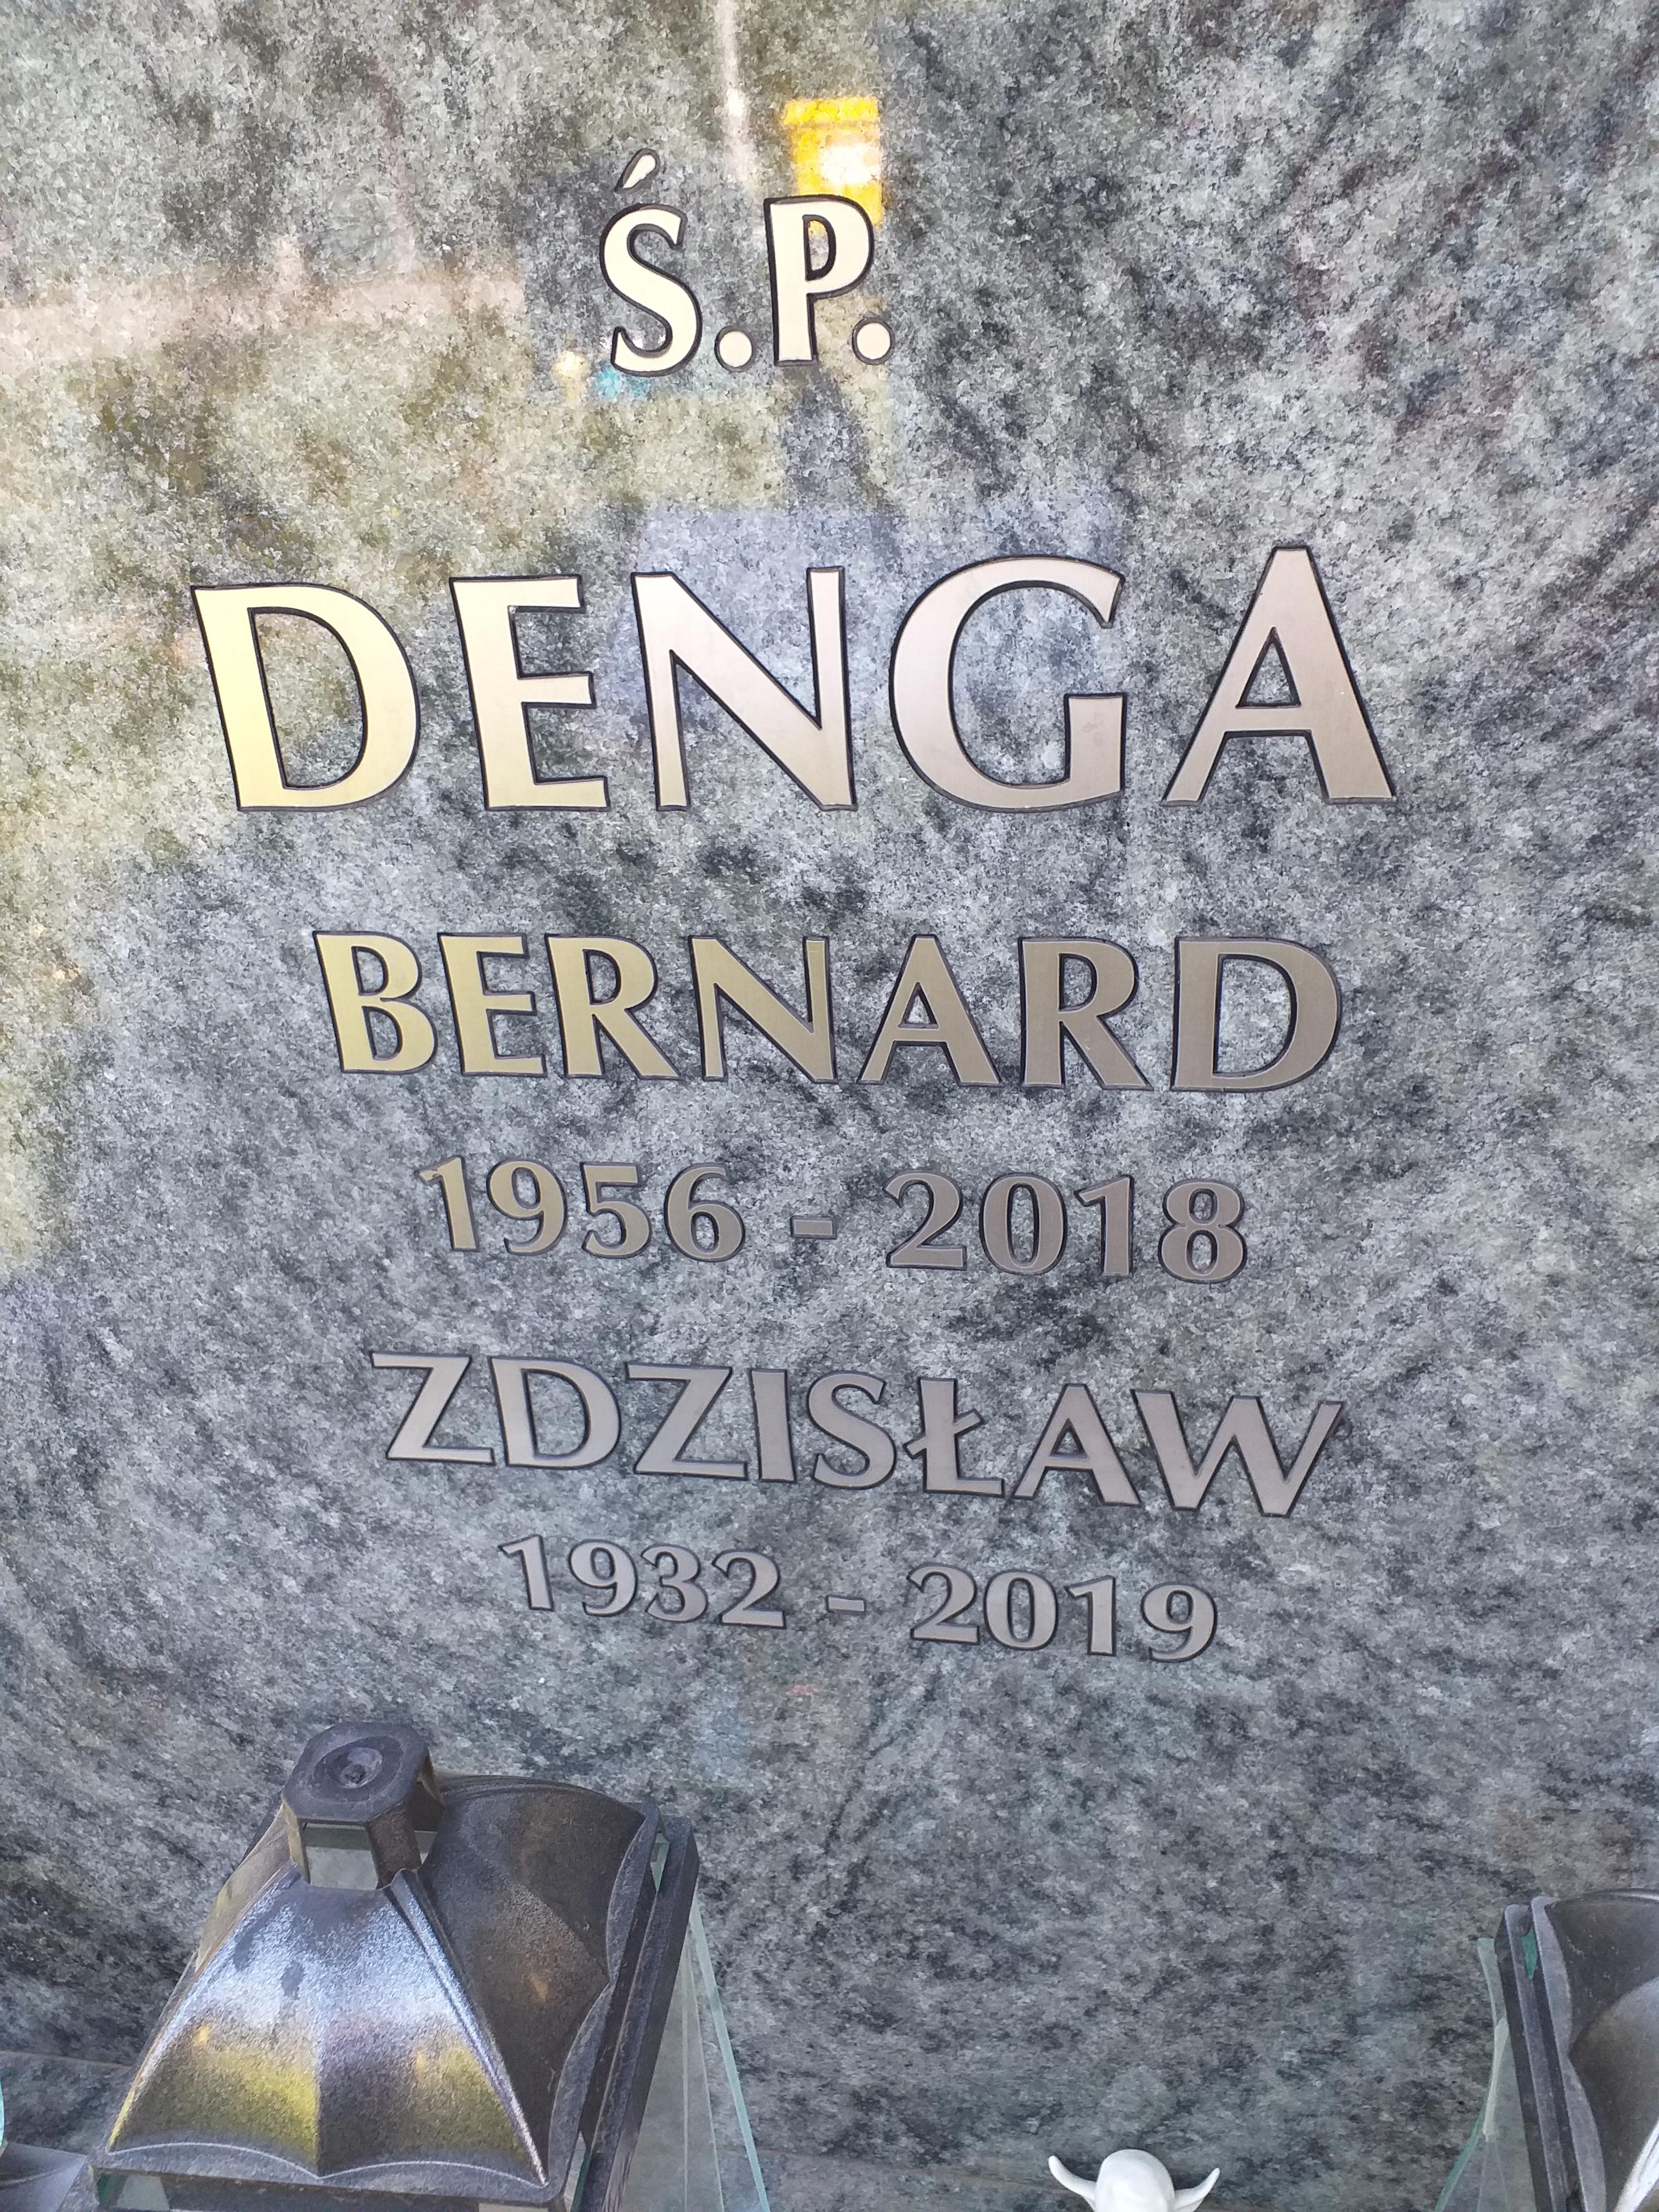 Ś.P.
DENGA
BERNARD
1956 - 2018
ZDZISŁAW
1932 - 2019